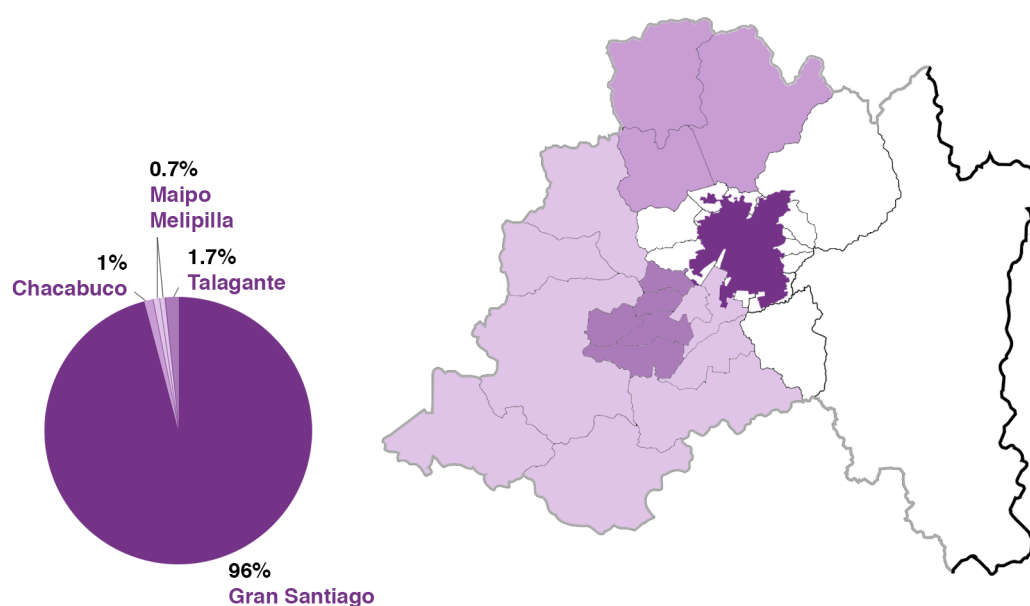 0.7%
Maipo
Melipilla
1%
Chacabuco
1.7%
Talagante
96%
Gran Santiago